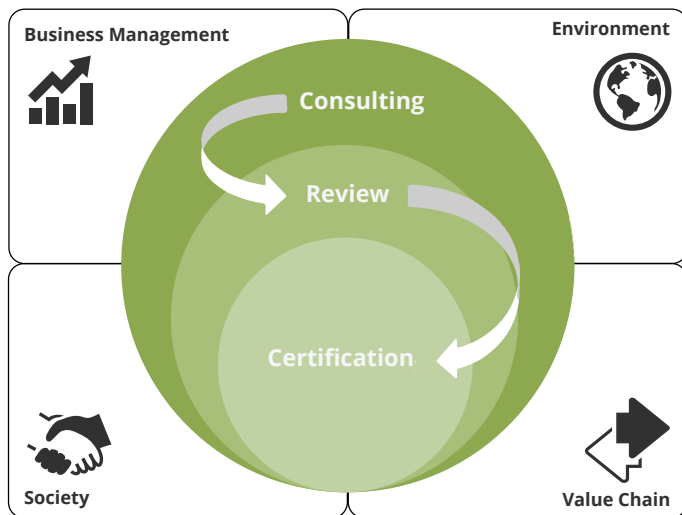 Business Management
Environment
Consulting
Review
Certification
Society
Value Chain